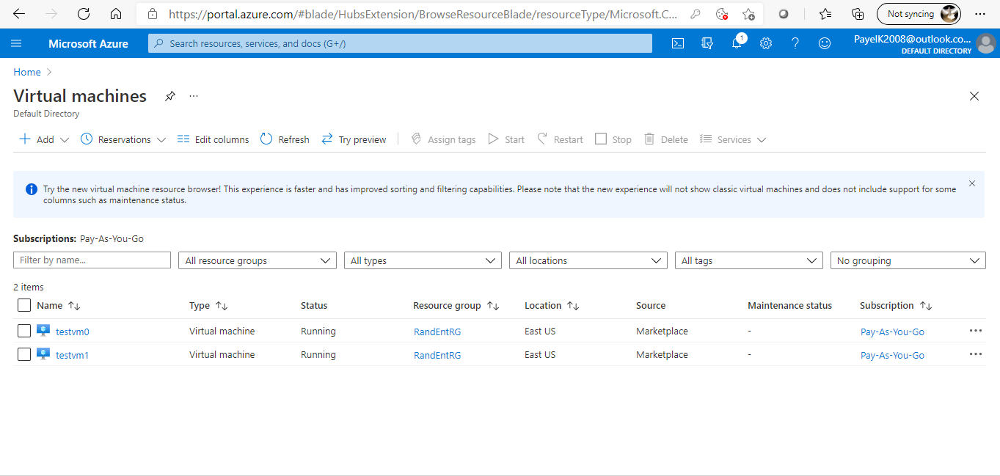 https://portal.azure.com/#blade/HubsExtension/BrowseResourceBlade/resourceType/Microsoft.C...
Not syncing
Microsoft Azure
Search resources, services, and docs (G+/)
1
PayelK2008@outlook.co...
DEFAULT DIRECTORY
Home
Virtual machines
Default Directory
Add Reservations Edit columns Refresh Try preview Assign tags Start Restart Stop Delete Services
Try the new virtual machine resource browser! This experience is faster and has improved sorting and filtering capabilities. Please note that the new experience will not show classic virtual machines and does not include support for some
columns such as maintenance status.
Subscriptions: Pay-As-You-Go
Filter by name... All resource groups All types All locations All tags No grouping
2 items
Name Type Status Resource group Location Source Maintenance status Subscription
testvm0 Virtual machine Running RandEntRG East US Marketplace - Pay-As-You-Go
testvm1 Virtual machine Running RandEntRG East US Marketplace - Pay-As-You-Go